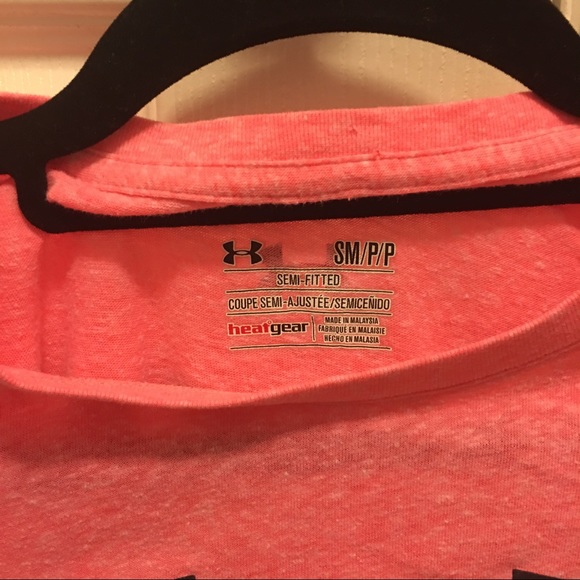 SM/P/P
SEMI-FITTED
COUPE SEMI-AJUSTÉE/SEMICEÑIDO
heatgear
MADE IN MALAYSIA
FABRIQUÉ EN MALAISIE
HECHO EN MALASIA